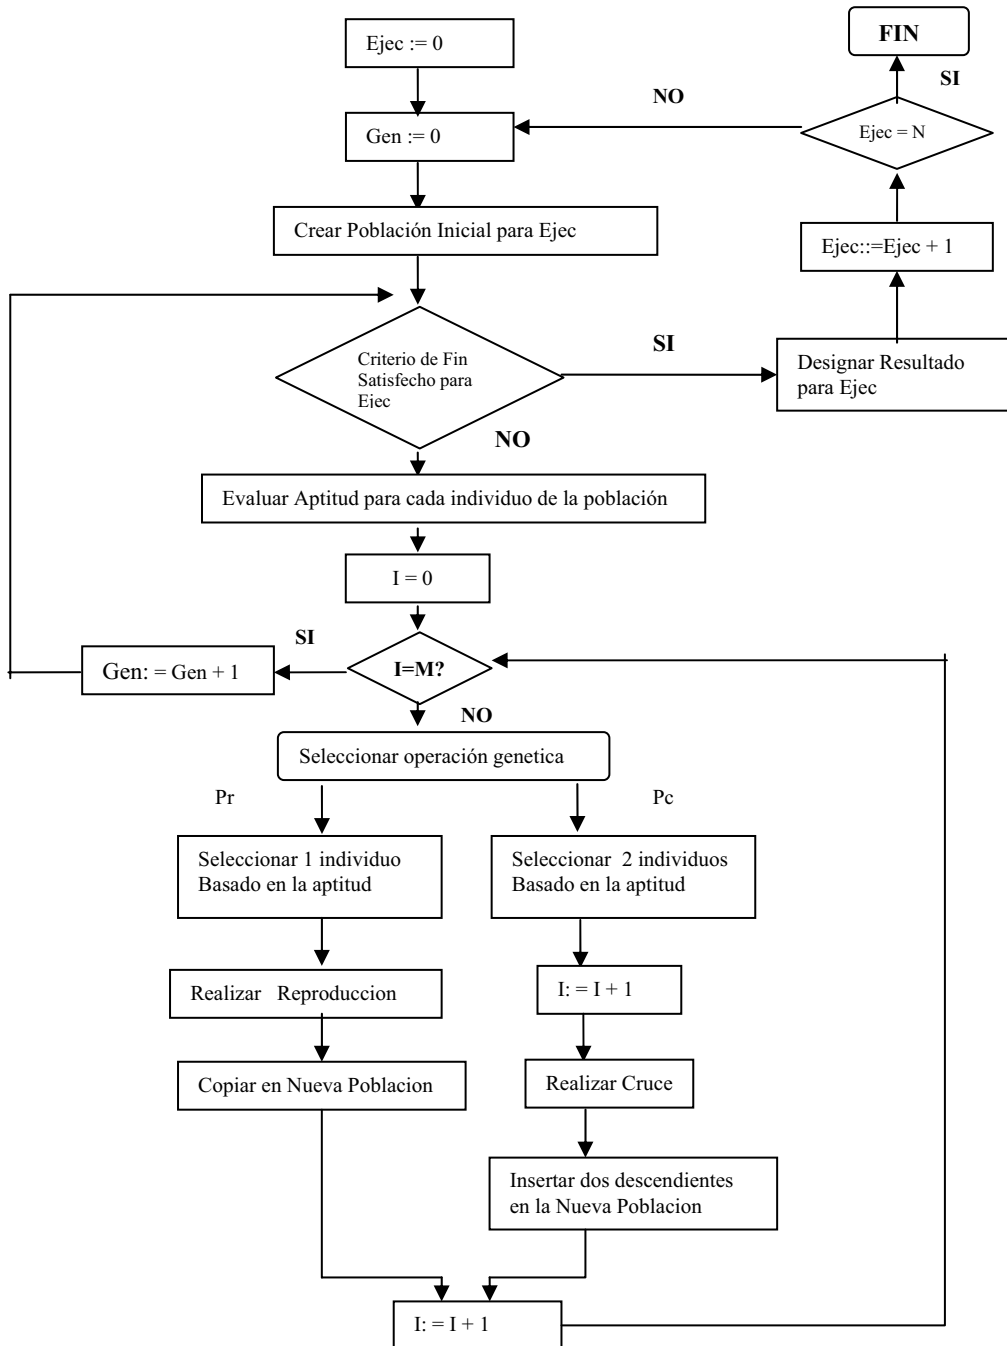 Ejec := 0
FIN
SI
NO
Gen := 0
Ejec = N
Crear Población Inicial para Ejec
Ejec::=Ejec + 1
Criterio de Fin
Satisfecho para
Ejec
SI
Designar Resultado
para Ejec
NO
Evaluar Aptitud para cada individuo de la población
I = 0
SI
Gen: = Gen + 1
I=M?
NO
Seleccionar operación genetica
Pr
Pc
Seleccionar 1 individuo
Basado en la aptitud
Seleccionar 2 individuos
Basado en la aptitud
Realizar Reproduccion
I: = I + 1
Copiar en Nueva Poblacion
Realizar Cruce
Insertar dos descendientes
en la Nueva Poblacion
I: = I + 1